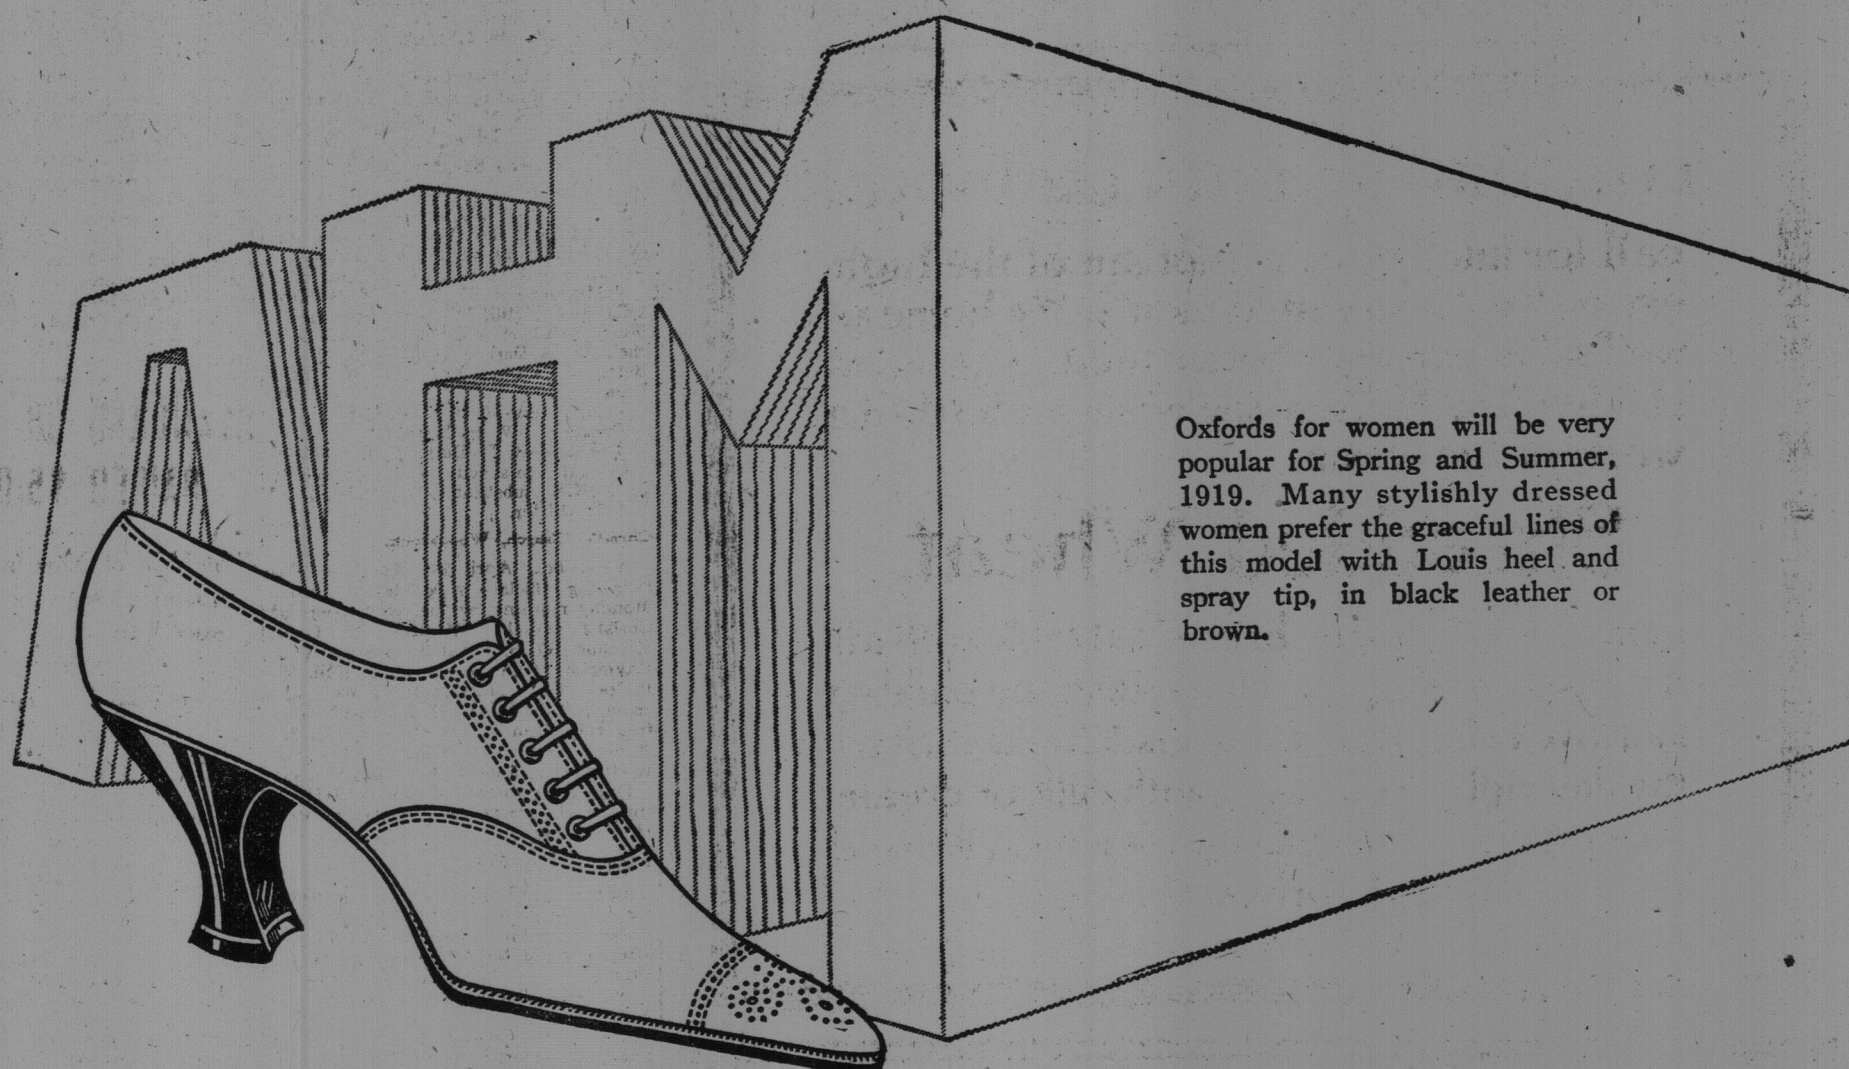 AHM
Oxfords for women will be very
popular for Spring and Summer,
1919. Many stylishly dressed
women prefer the graceful lines of
this model with Louis heel and
spray tip, in black leather or
brown.